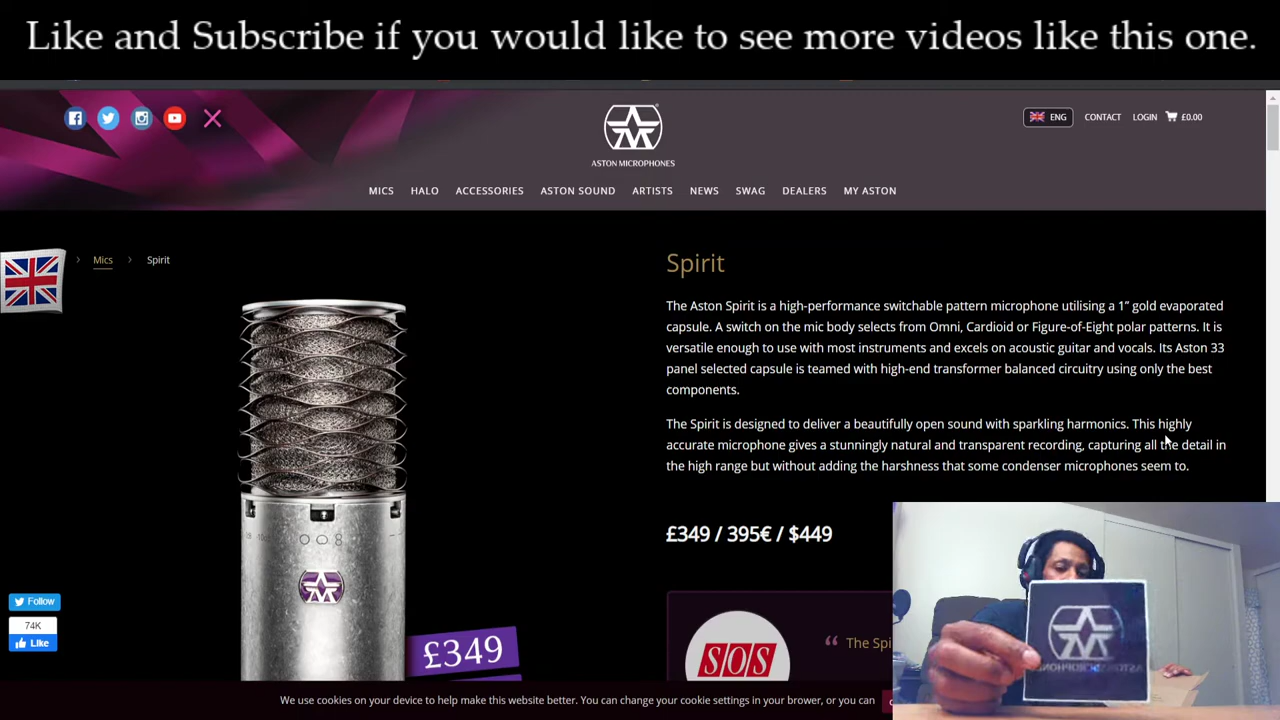 Like and Subscribe if you would like to see more videos like this one.
ENG
CONTACT
LOGIN
£0.00
ASTON MICROPHONES
MICS
HALO
ACCESSORIES
ASTON SOUND
ARTISTS
NEWS
SWAG
DEALERS
MY ASTON
Mics
Spirit
Spirit
The Aston Spirit is a high-performance switchable pattern microphone utilising a 1” gold evaporated
capsule. A switch on the mic body selects from Omni, Cardioid or Figure-of-Eight polar patterns. It is
versatile enough to use with most instruments and excels on acoustic guitar and vocals. Its Aston 33
panel selected capsule is teamed with high-end transformer balanced circuitry using only the best
components.
The Spirit is designed to deliver a beautifully open sound with sparkling harmonics. This highly
accurate microphone gives a stunningly natural and transparent recording, capturing all the detail in
the high range but without adding the harshness that some condenser microphones seem to.
£349 / 395€ / $449
Follow
74K
Like
£349
SOS
“ The Spi
ASTON MICROPHONES
We use cookies on your device to help make this website better. You can change your cookie settings in your brower, or you can